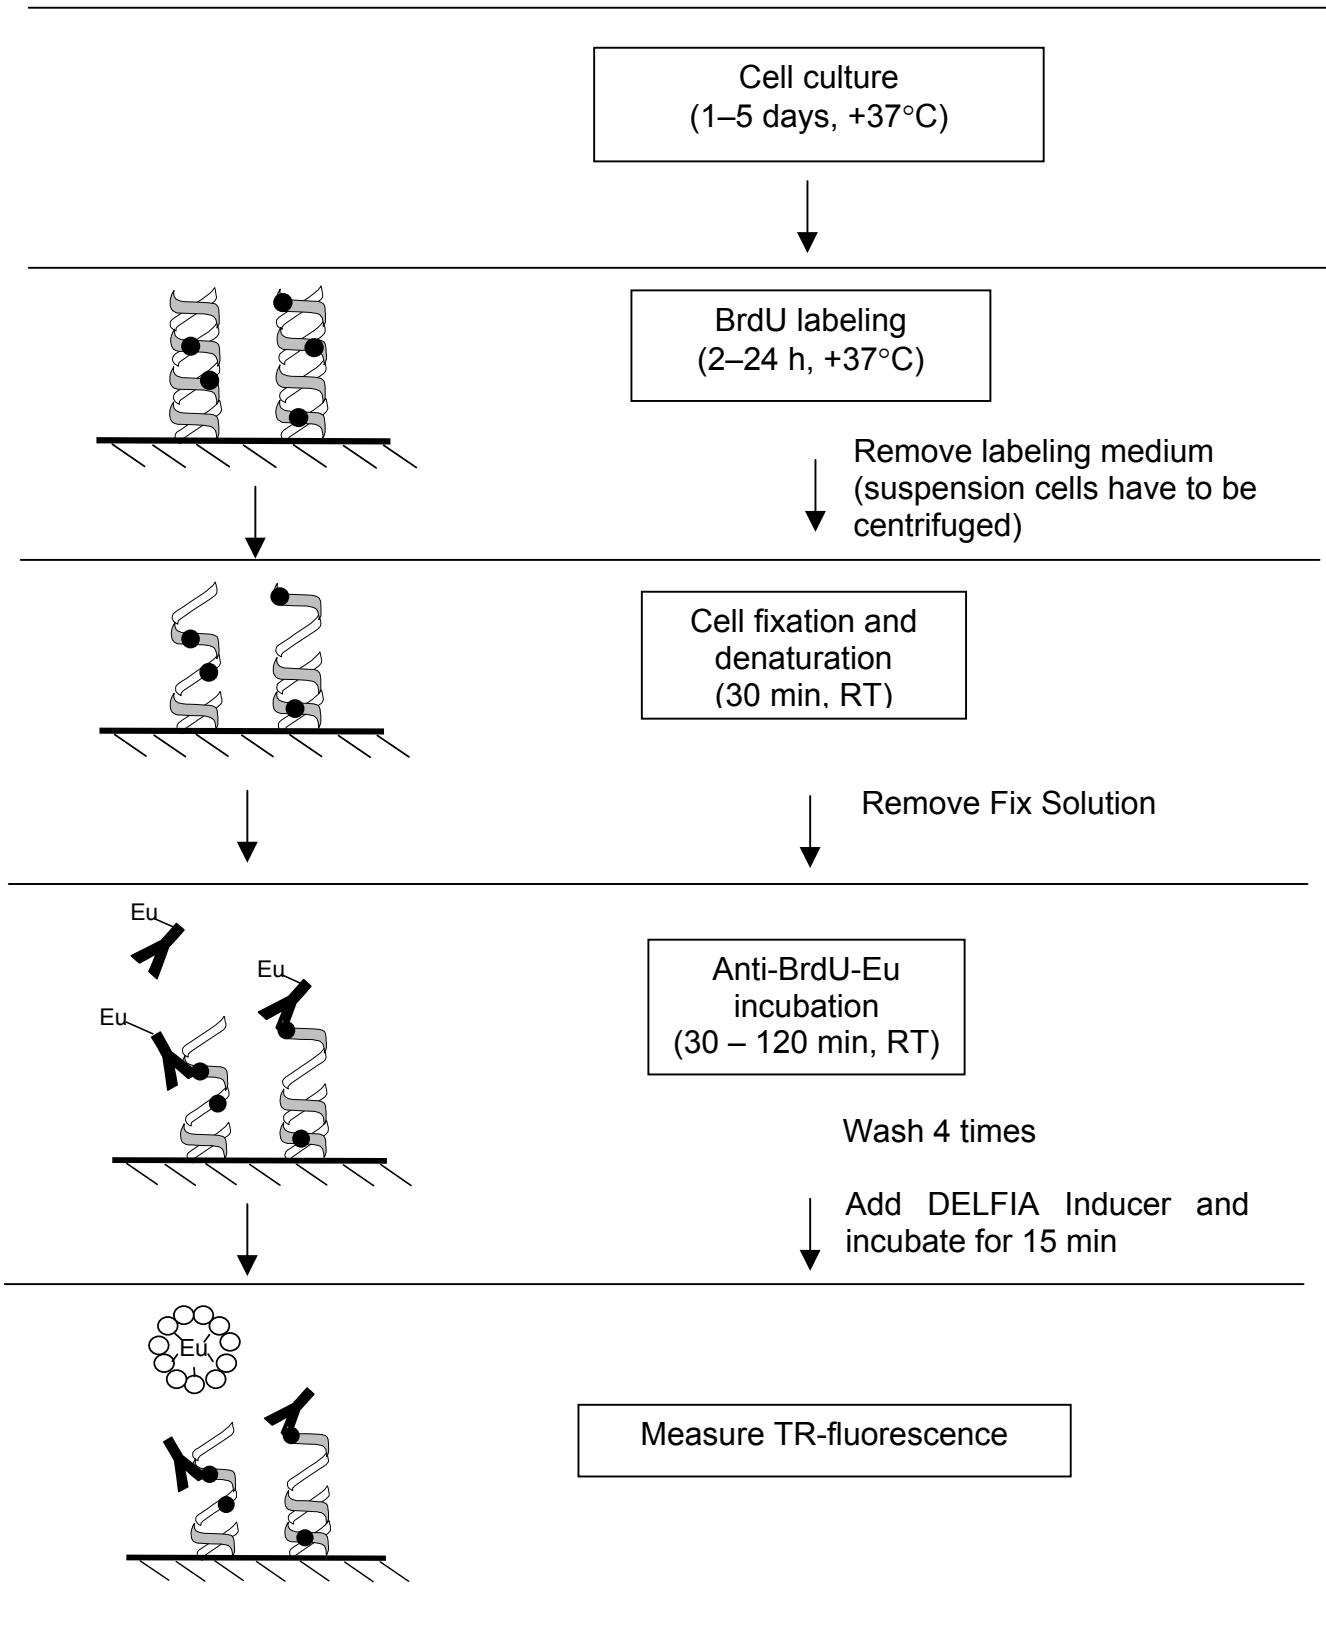 Cell culture
(1–5 days, +37°C)
BrdU labeling
(2–24 h, +37°C)
Remove labeling medium
(suspension cells have to be
centrifuged)
Cell fixation and
denaturation
(30 min, RT)
Remove Fix Solution
Eu
Eu
Eu
Anti-BrdU-Eu
incubation
(30 – 120 min, RT)
Wash 4 times
Add DELFIA Inducer and
incubate for 15 min
Eu
Measure TR-fluorescence